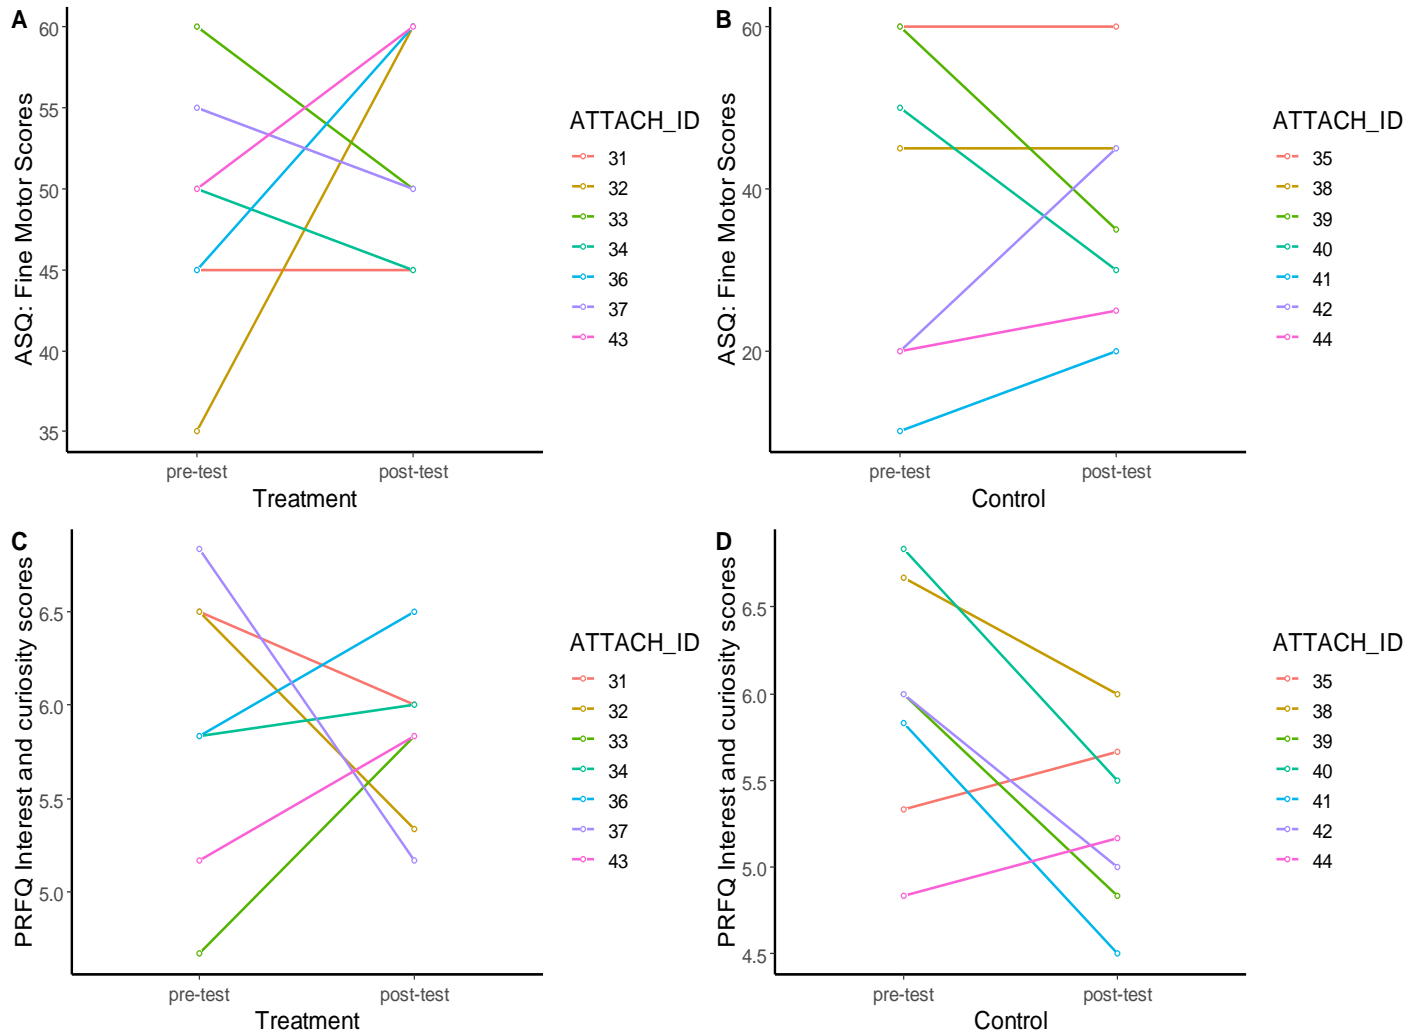 A
ASQ: Fine Motor Scores
60
55
50
45
40
35
pre-test
post-test
Treatment
ATTACH_ID
31
32
33
34
36
37
43
B
ASQ: Fine Motor Scores
60
40
20
pre-test
post-test
Control
ATTACH_ID
35
38
39
40
41
42
44
C
PRFQ Interest and curiosity scores
6.5
6.0
5.5
5.0
pre-test
post-test
Treatment
ATTACH_ID
31
32
33
34
36
37
43
D
PRFQ Interest and curiosity scores
6.5
6.0
5.5
5.0
4.5
pre-test
post-test
Control
ATTACH_ID
35
38
39
40
41
42
44